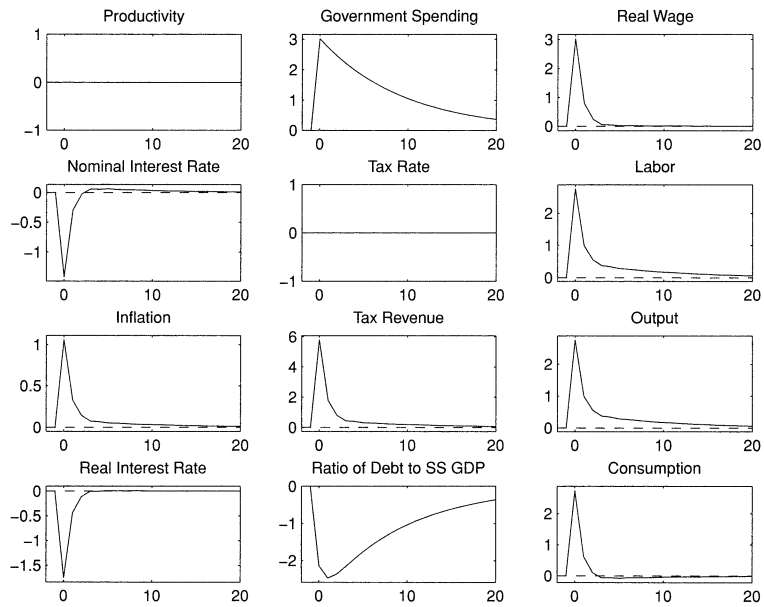 Productivity Government Spending Real Wage
1 3 3
2 2
0
1 1
−1 0 0
0 10 20 0 10 20 0 10 20
Nominal Interest Rate Tax Rate Labor
0 1
2
−0.5 0
1
−1
−1 0
0 10 20 0 10 20 0 10 20
Inflation Tax Revenue Output
1 6
4 2
0.5
2 1
0 0 0
0 10 20 0 10 20 0 10 20
Real Interest Rate Ratio of Debt to SS GDP Consumption
0 0
−0.5 2
−1 −1 1
−1.5 −2 0
0 10 20 0 10 20 0 10 20